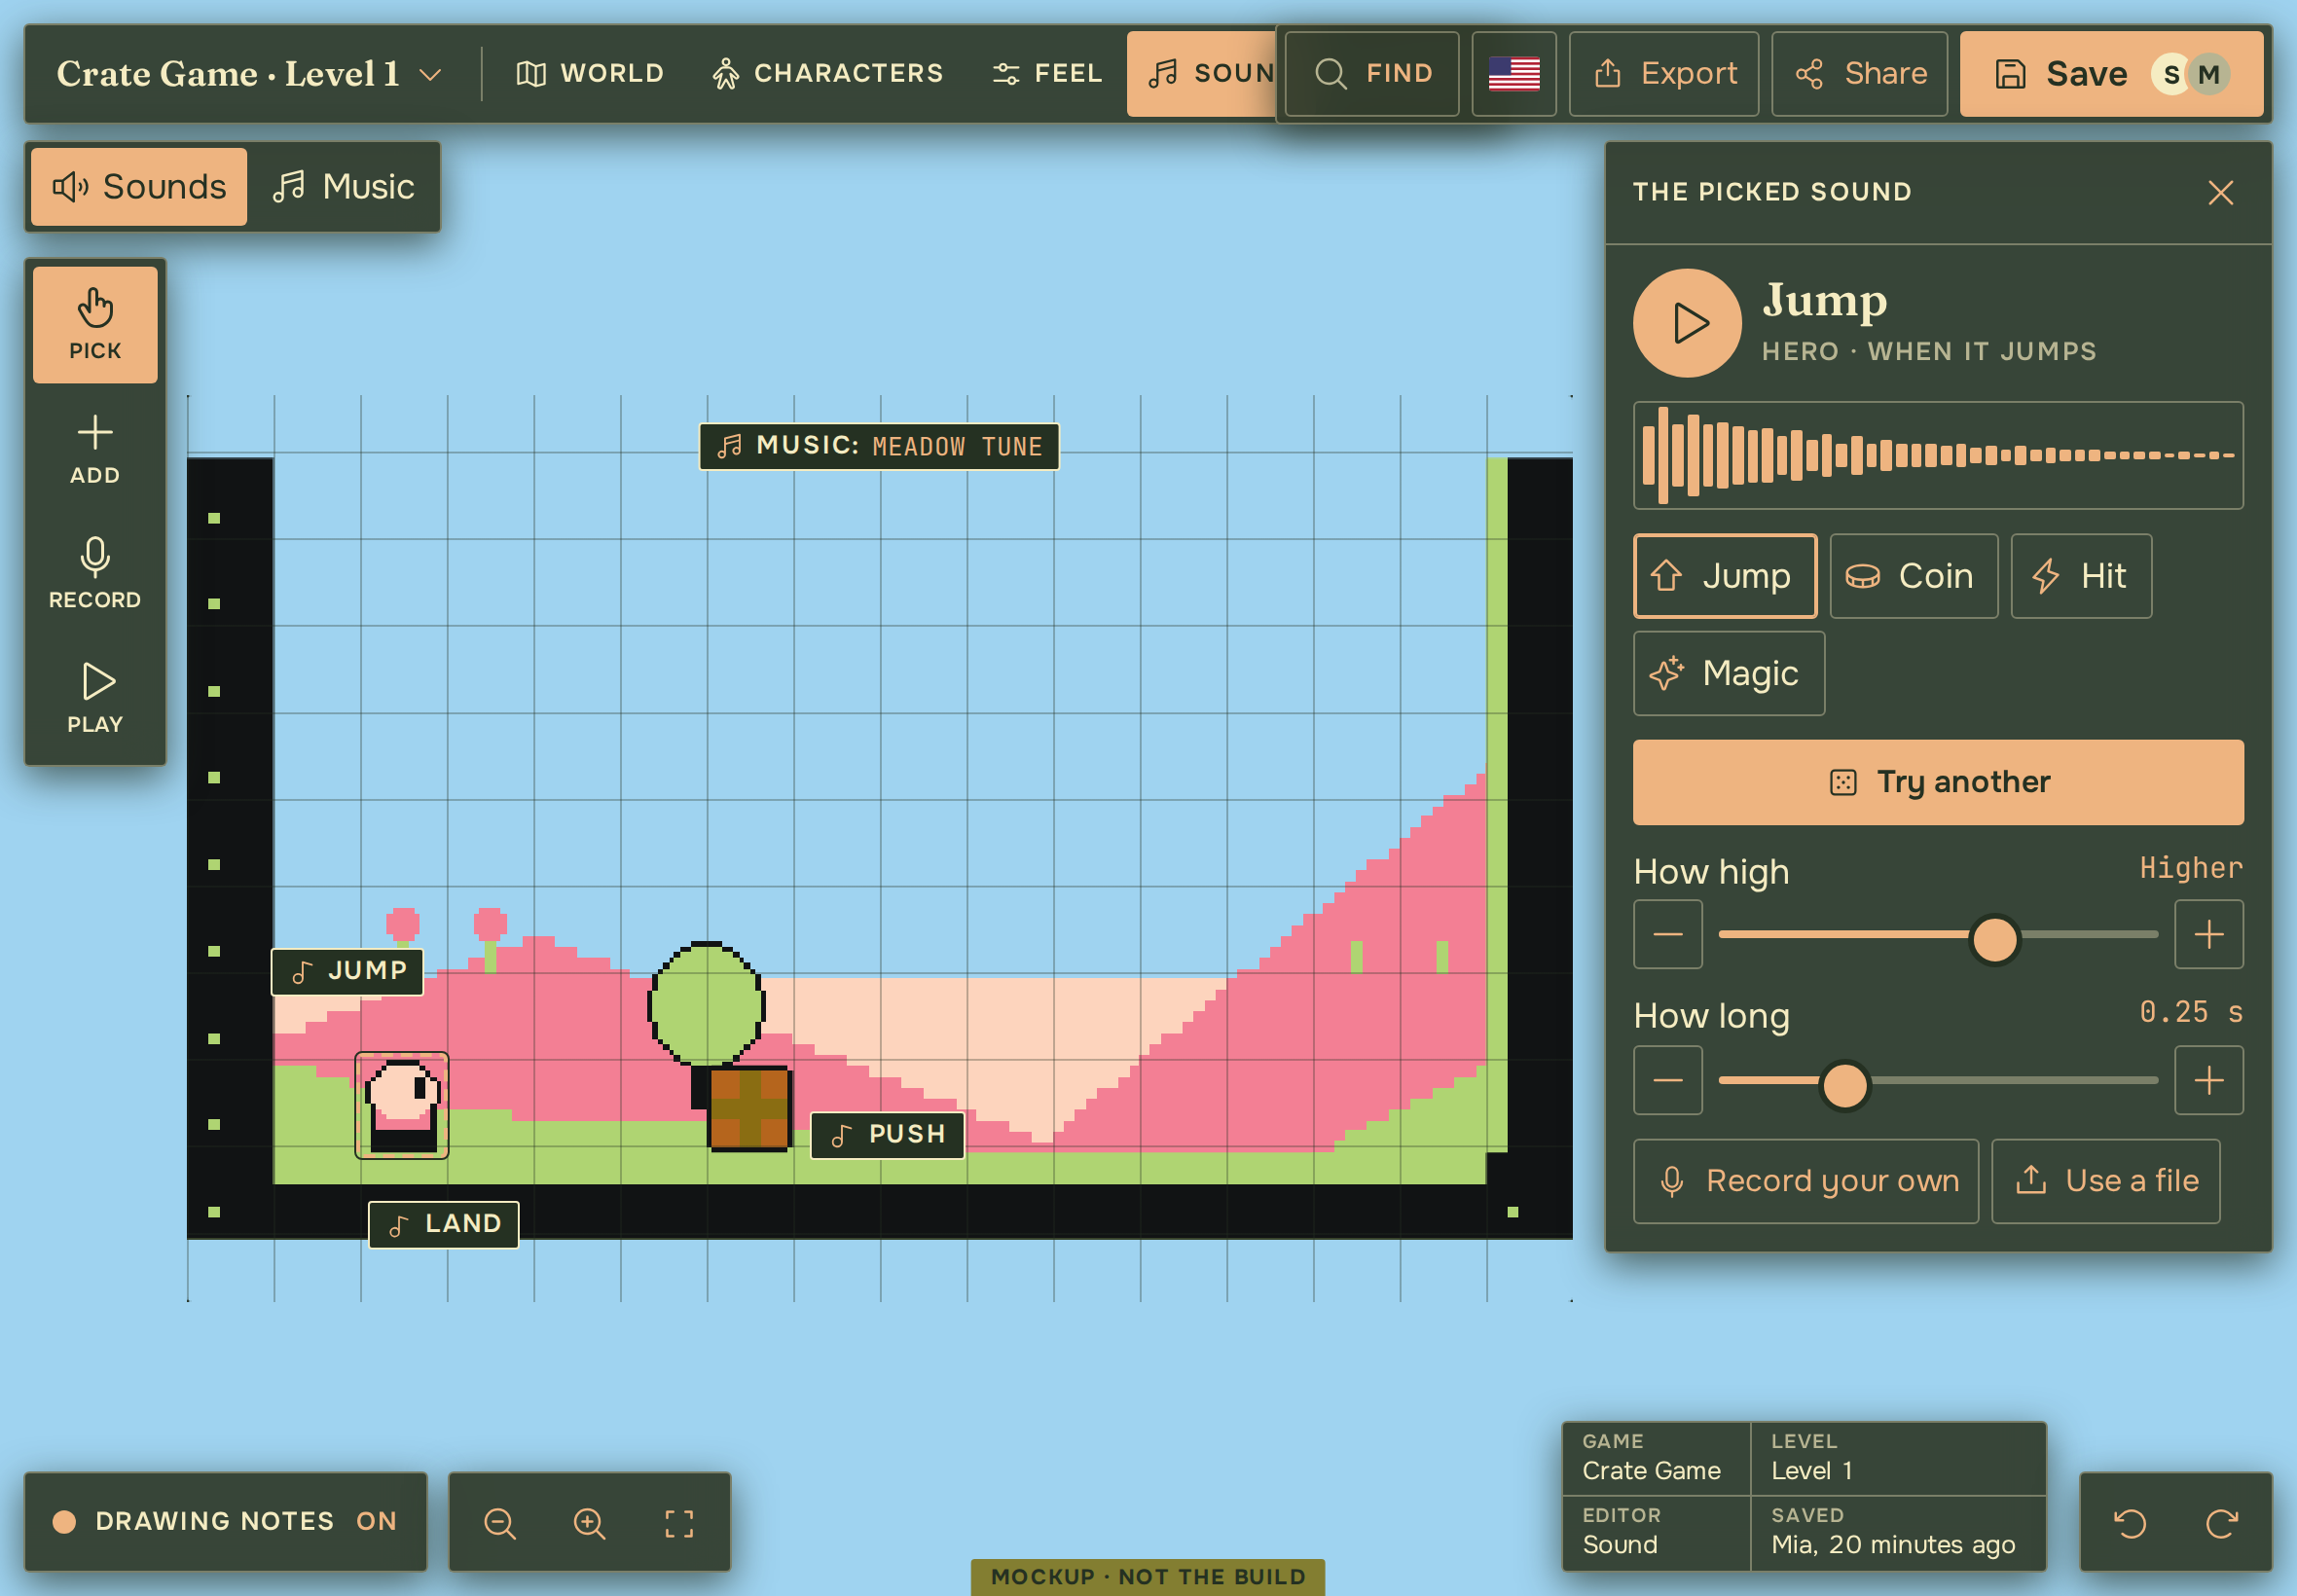 Crate Game · Level 1
WORLD
CHARACTERS
FEEL
SOUN
FIND
Export
Share
Save
S
M
Sounds
Music
PICK
ADD
RECORD
PLAY
MUSIC: MEADOW TUNE
JUMP
PUSH
LAND
THE PICKED SOUND
Jump
HERO · WHEN IT JUMPS
Jump
Coin
Hit
Magic
Try another
How high
Higher
How long
0.25 s
Record your own
Use a file
DRAWING NOTES ON
GAME
Crate Game
LEVEL
Level 1
EDITOR
Sound
SAVED
Mia, 20 minutes ago
MOCKUP · NOT THE BUILD